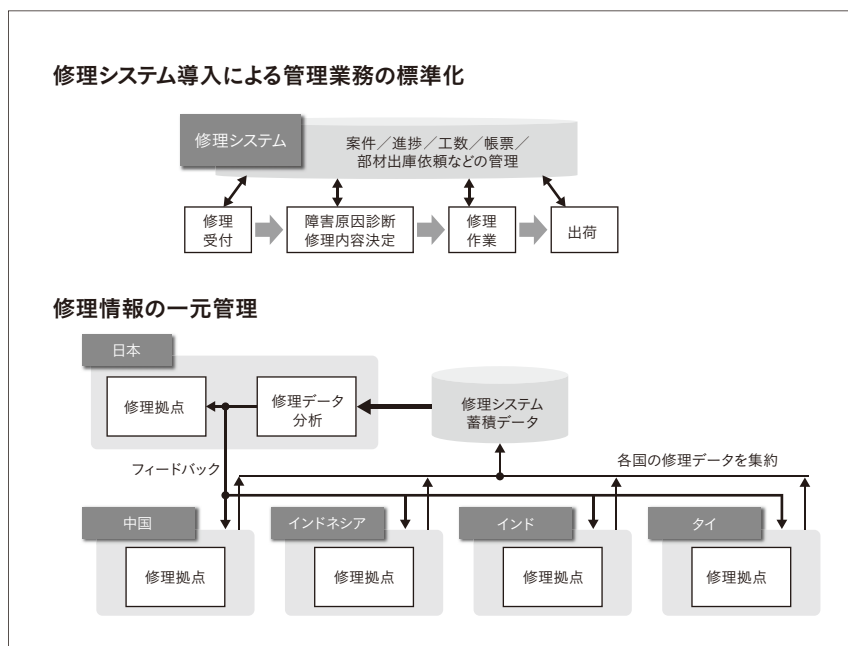 修理システム導入による管理業務の標準化
修理システム
案件／進捗／工数／帳票／
部材出庫依頼などの管理
修理
受付
障害原因診断
修理内容決定
修理
作業
出荷
修理情報の一元管理
日本
修理拠点
修理データ
分析
修理システム
蓄積データ
フィードバック
各国の修理データを集約
中国
インドネシア
インド
タイ
修理拠点
修理拠点
修理拠点
修理拠点